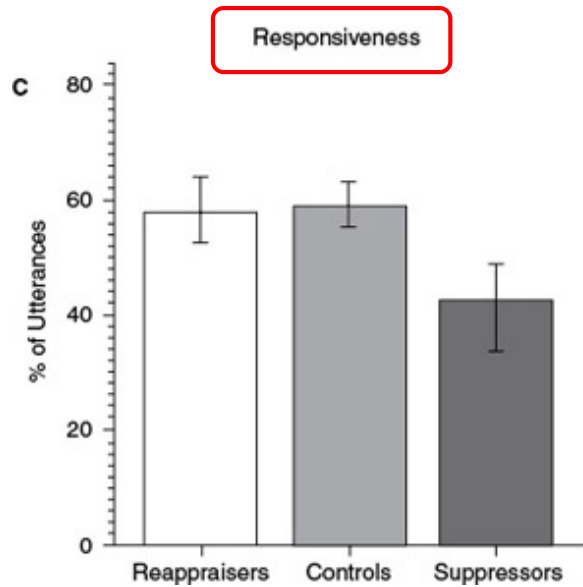 Responsiveness
C
80
60
40
20
0
% of Utterances
Reappraisers Controls Suppressors